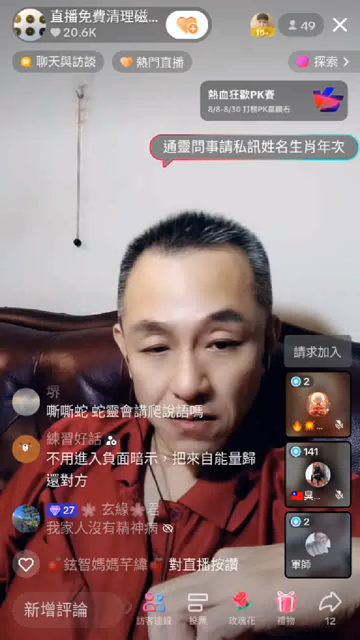 直播免費清理磁...
20.6K
49
聊天與訪談
熱門直播
探索
熱血狂歡PK賽
8/8-8/30 打榜PK贏鑽石
通靈問事請私訊姓名生肖年次
請求加入
2
141
吳...
2
軍師
堺
嘶嘶蛇 蛇靈會講爬說語嗎
練習好話
不用進入負面暗示，把來自能量歸
還對方
27 玄緣 君
我家人沒有精神病
鉉智媽媽芊緯 對直播按讚
新增評論
訪客連線
投票
玫瑰花
禮物
12